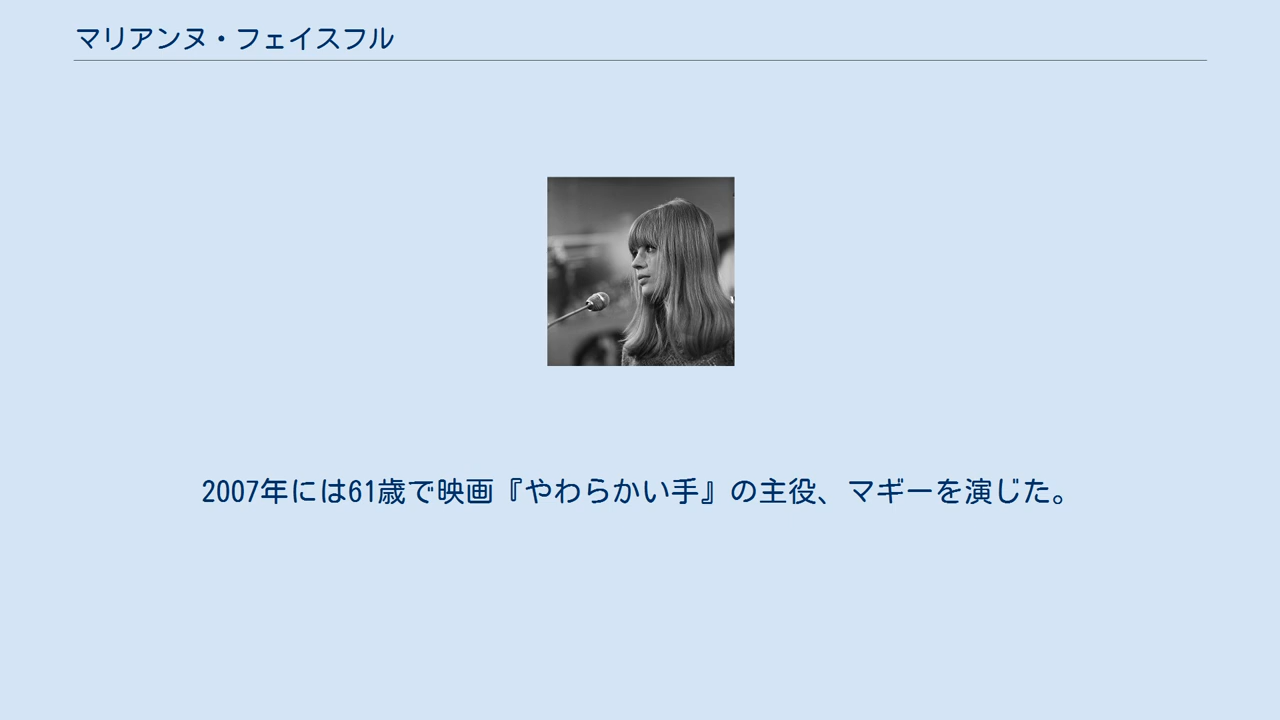 マリアンヌ・フェイスフル
2007年には61歳で映画『やわらかい手』の主役、マギーを演じた。